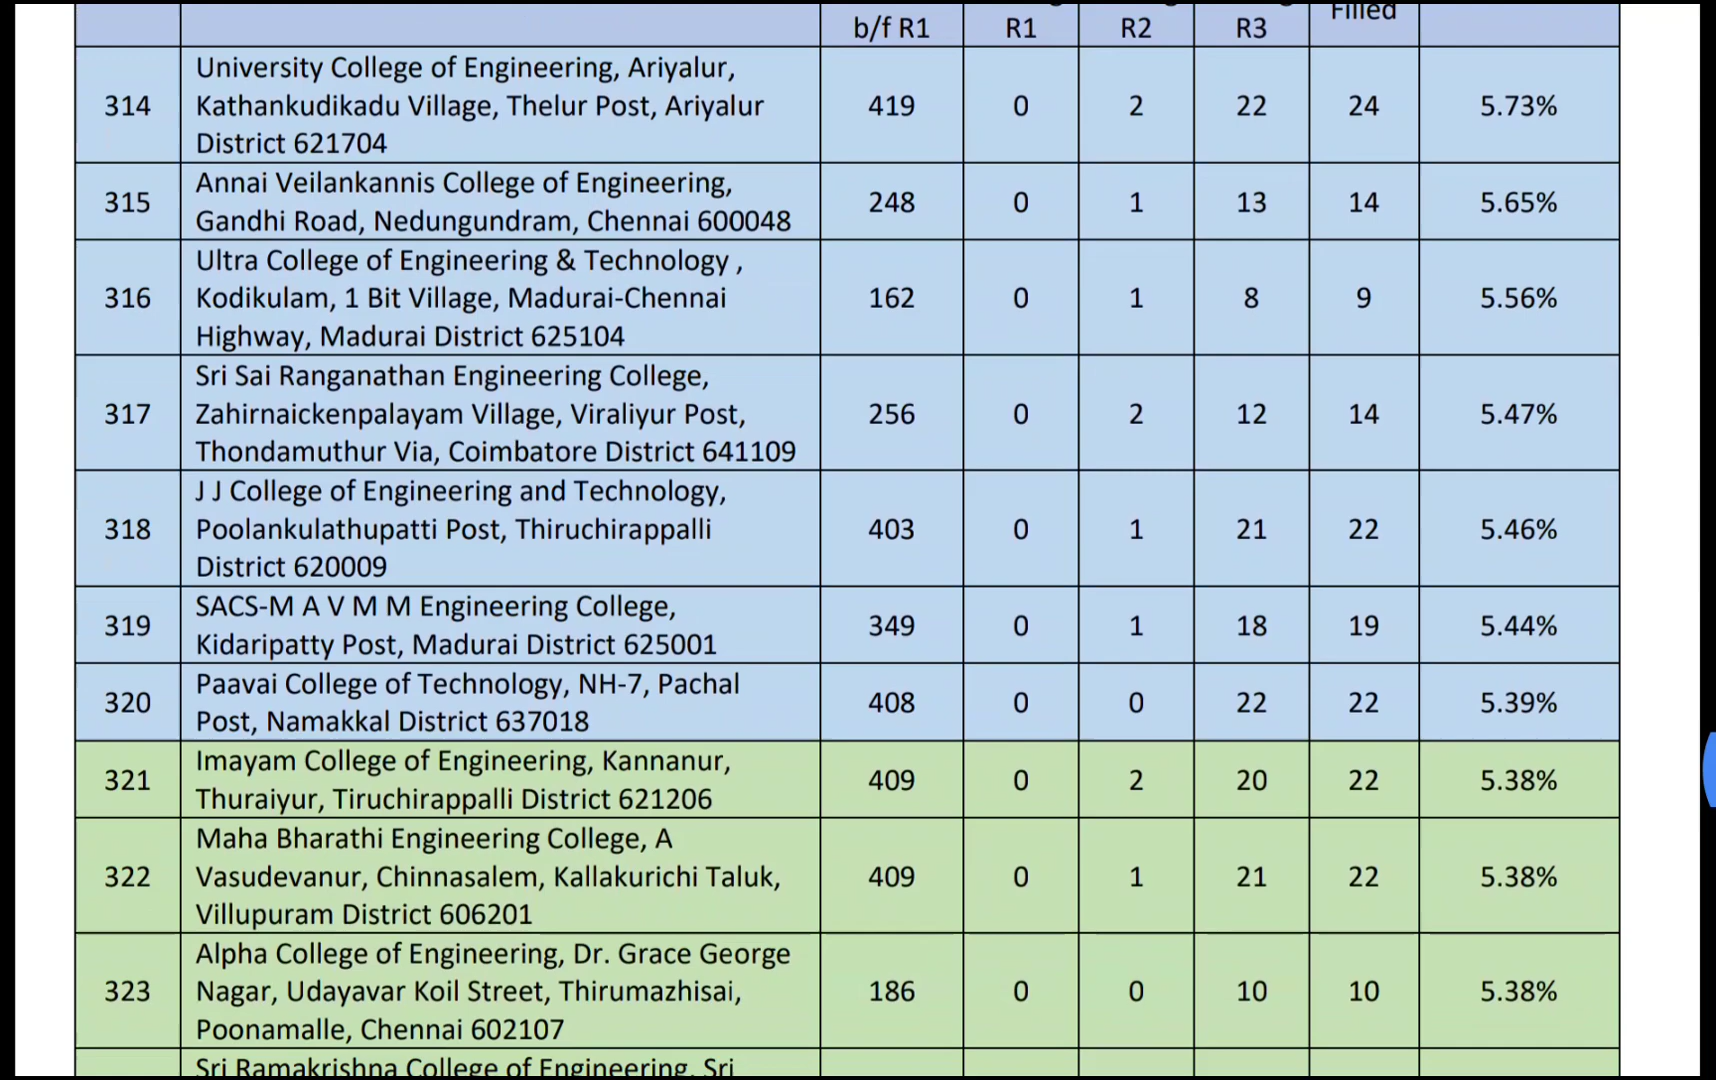 Filled
b/f R1 R1 R2 R3
University College of Engineering, Ariyalur,
314 Kathankudikadu Village, Thelur Post, Ariyalur 419 0 2 22 24 5.73%
District 621704
Annai Veilankannis College of Engineering,
315 248 0 1 13 14 5.65%
Gandhi Road, Nedungundram, Chennai 600048
Ultra College of Engineering & Technology ,
316 Kodikulam, 1 Bit Village, Madurai-Chennai 162 0 1 8 9 5.56%
Highway, Madurai District 625104
Sri Sai Ranganathan Engineering College,
317 Zahirnaickenpalayam Village, Viraliyur Post, 256 0 2 12 14 5.47%
Thondamuthur Via, Coimbatore District 641109
J J College of Engineering and Technology,
318 Poolankulathupatti Post, Thiruchirappalli 403 0 1 21 22 5.46%
District 620009
SACS-M A V M M Engineering College,
319 349 0 1 18 19 5.44%
Kidaripatty Post, Madurai District 625001
Paavai College of Technology, NH-7, Pachal
320 408 0 0 22 22 5.39%
Post, Namakkal District 637018
Imayam College of Engineering, Kannanur,
321 409 0 2 20 22 5.38%
Thuraiyur, Tiruchirappalli District 621206
Maha Bharathi Engineering College, A
322 Vasudevanur, Chinnasalem, Kallakurichi Taluk, 409 0 1 21 22 5.38%
Villupuram District 606201
Alpha College of Engineering, Dr. Grace George
323 Nagar, Udayavar Koil Street, Thirumazhisai, 186 0 0 10 10 5.38%
Poonamalle, Chennai 602107
Sri Ramakrishna College of Engineering, Sri